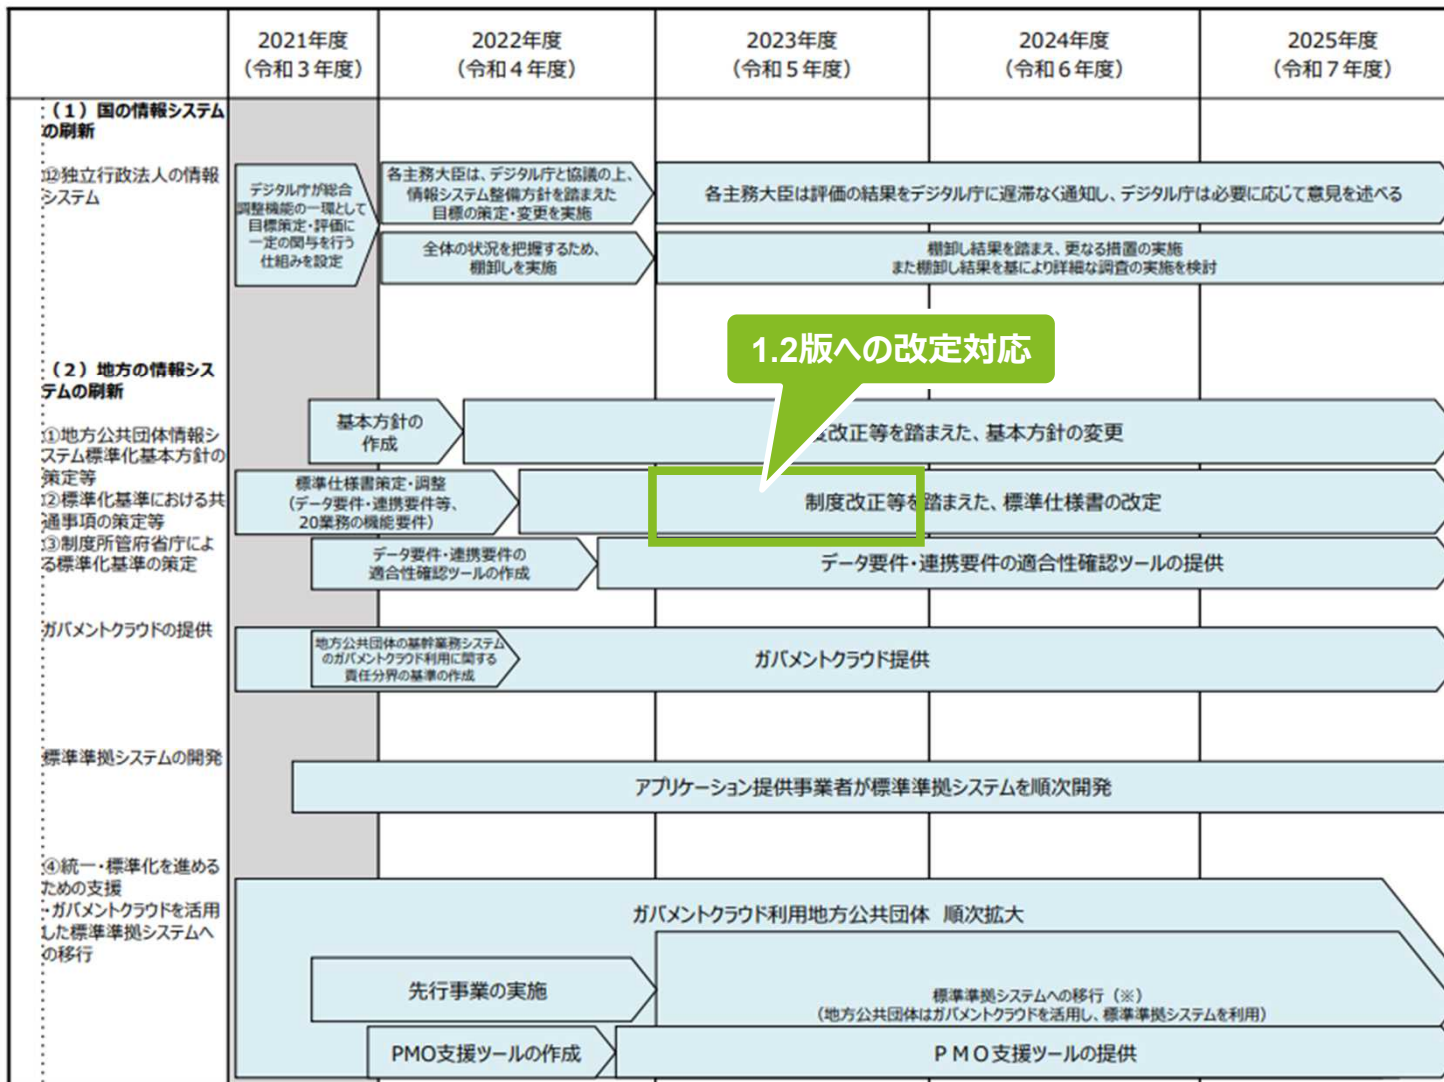 2021年度
（令和３年度）
2022年度
（令和４年度）
2023年度
（令和５年度）
2024年度
（令和６年度）
2025年度
（令和７年度）
（１）国の情報システム
の刷新
⑫独立行政法人の情報
システム
デジタル庁が総合
調整機能の一環として
目標策定・評価に
一定の関与を行う
仕組みを設定
各主務大臣は、デジタル庁と協議の上、
情報システム整備方針を踏まえた
目標の策定・変更を実施
各主務大臣は評価の結果をデジタル庁に遅滞なく通知し、デジタル庁は必要に応じて意見を述べる
全体の状況を把握するため、
棚卸しを実施
棚卸し結果を踏まえ、更なる措置の実施
また棚卸し結果を基により詳細な調査の実施を検討
1.2版への改定対応
（２）地方の情報シス
テムの刷新
①地方公共団体情報シ
ステム標準化基本方針の
策定等
②標準化基準における共
通事項の策定等
③制度所管府省庁によ
る標準化基準の策定
基本方針の
作成
度改正等を踏まえた、基本方針の変更
標準仕様書策定・調整
（データ要件・連携要件等、
20業務の機能要件）
制度改正等を踏まえた、標準仕様書の改定
データ要件・連携要件の
適合性確認ツールの作成
データ要件・連携要件の適合性確認ツールの提供
ガバメントクラウドの提供
地方公共団体の基幹業務システム
のガバメントクラウド利用に関する
責任分界の基準の作成
ガバメントクラウド提供
標準準拠システムの開発
アプリケーション提供事業者が標準準拠システムを順次開発
④統一・標準化を進める
ための支援
・ガバメントクラウドを活用
した標準準拠システムへ
の移行
ガバメントクラウド利用地方公共団体 順次拡大
先行事業の実施
標準準拠システムへの移行（※）
（地方公共団体はガバメントクラウドを活用し、標準準拠システムを利用）
PMO支援ツールの作成
ＰＭＯ支援ツールの提供